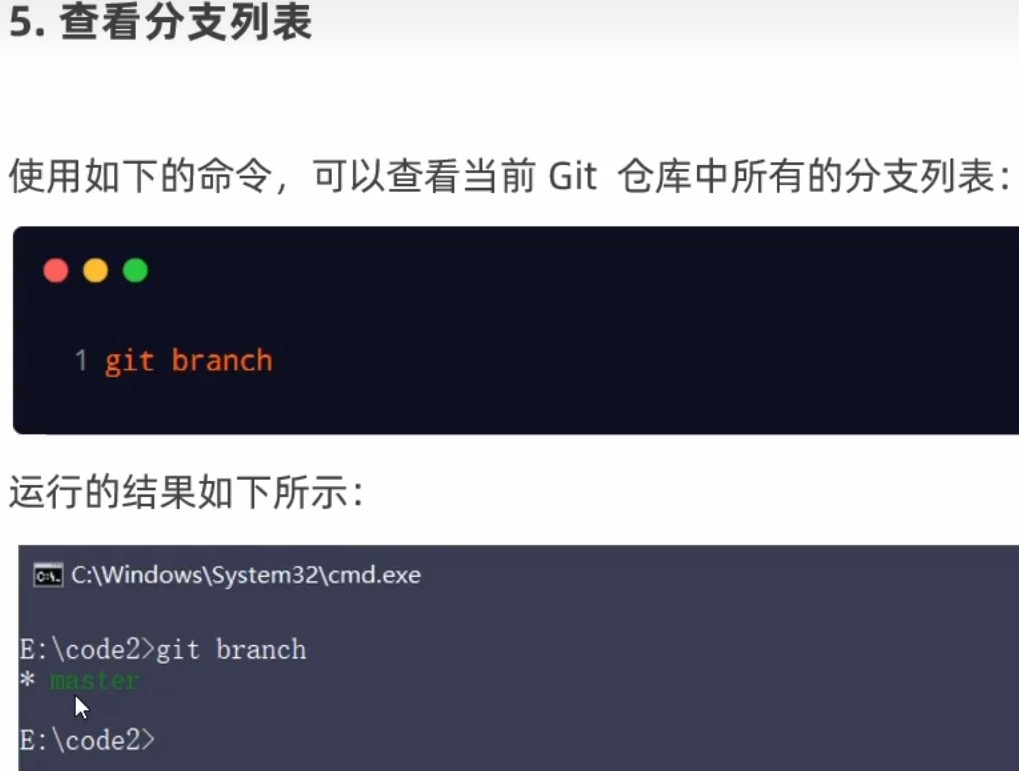 5. 查看分支列表
使用如下的命令，可以查看当前 Git 仓库中所有的分支列表：
1 git branch
运行的结果如下所示：
C:\Windows\System32\cmd.exe
E:\code2>git branch
* master
E:\code2>